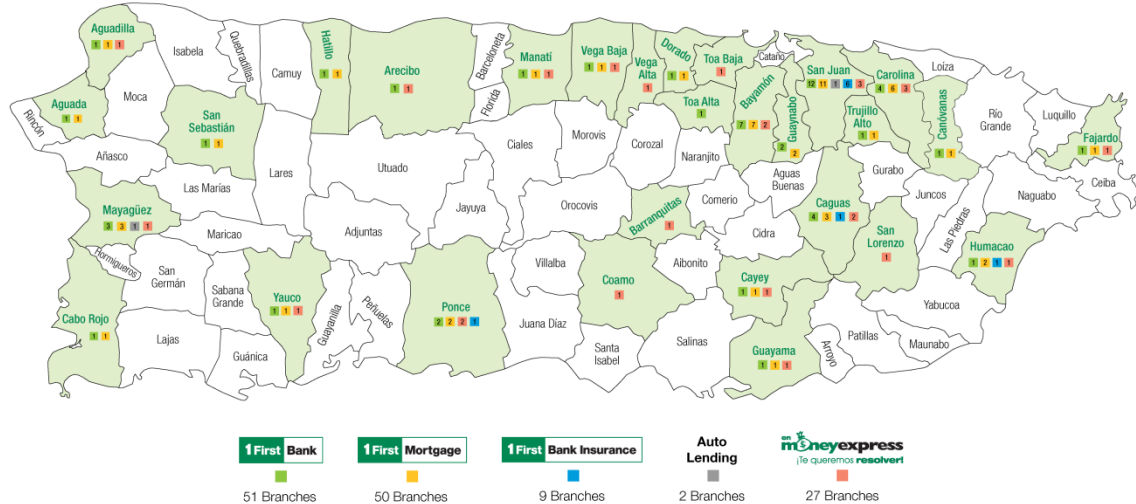 Aguadilla
1 1 1
Isabela
Quebradillas
Camuy
Hatillo
1 1
Arecibo
1 1
Barceloneta
Florida
Manatí
1 1 1
Vega Baja
1 1 1
Vega
Alta
1
Dorado
1 1
Toa Baja
1
Cataño
San Juan
12 11 1 6 3
Carolina
4 6 3
Loíza
Río
Grande
Luquillo
Fajardo
1 1 1
Ceiba
Rincón
Aguada
1 1
Moca
San
Sebastián
1 1
Añasco
Las Marías
Lares
Utuado
Ciales
Morovis
Corozal
Toa Alta
1
Naranjito
Bayamón
7 7 2
Guaynabo
2 2
Trujillo
Alto
1 1
Canóvanas
1 1
Mayagüez
3 3 1 1
Maricao
Adjuntas
Jayuya
Orocovis
Barranquitas
1
Comerío
Aguas
Buenas
Cidra
Caguas
4 3 1 2
Gurabo
Juncos
San
Lorenzo
1
Las Piedras
Naguabo
Humacao
1 2 1 1
Hormigueros
San
Germán
Sabana
Grande
Yauco
1 1 1
Guayanilla
Peñuelas
Ponce
2 2 2 1
Villalba
Juana Díaz
Coamo
1
Aibonito
Cayey
1 1 1
Yabucoa
Cabo Rojo
1 1
Lajas
Guánica
Santa
Isabel
Salinas
Guayama
1 1 1
Arroyo
Patillas
Maunabo
1 First Bank
51 Branches
1 First Mortgage
50 Branches
1 First Bank Insurance
9 Branches
Auto
Lending
2 Branches
en
moneyexpress
¡Te queremos resolver!
27 Branches